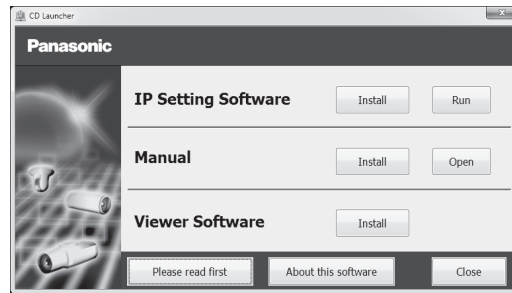 CD Launcher
x
Panasonic
IP Setting Software
Install
Run
Manual
Install
Open
Viewer Software
Install
Please read first
About this software
Close